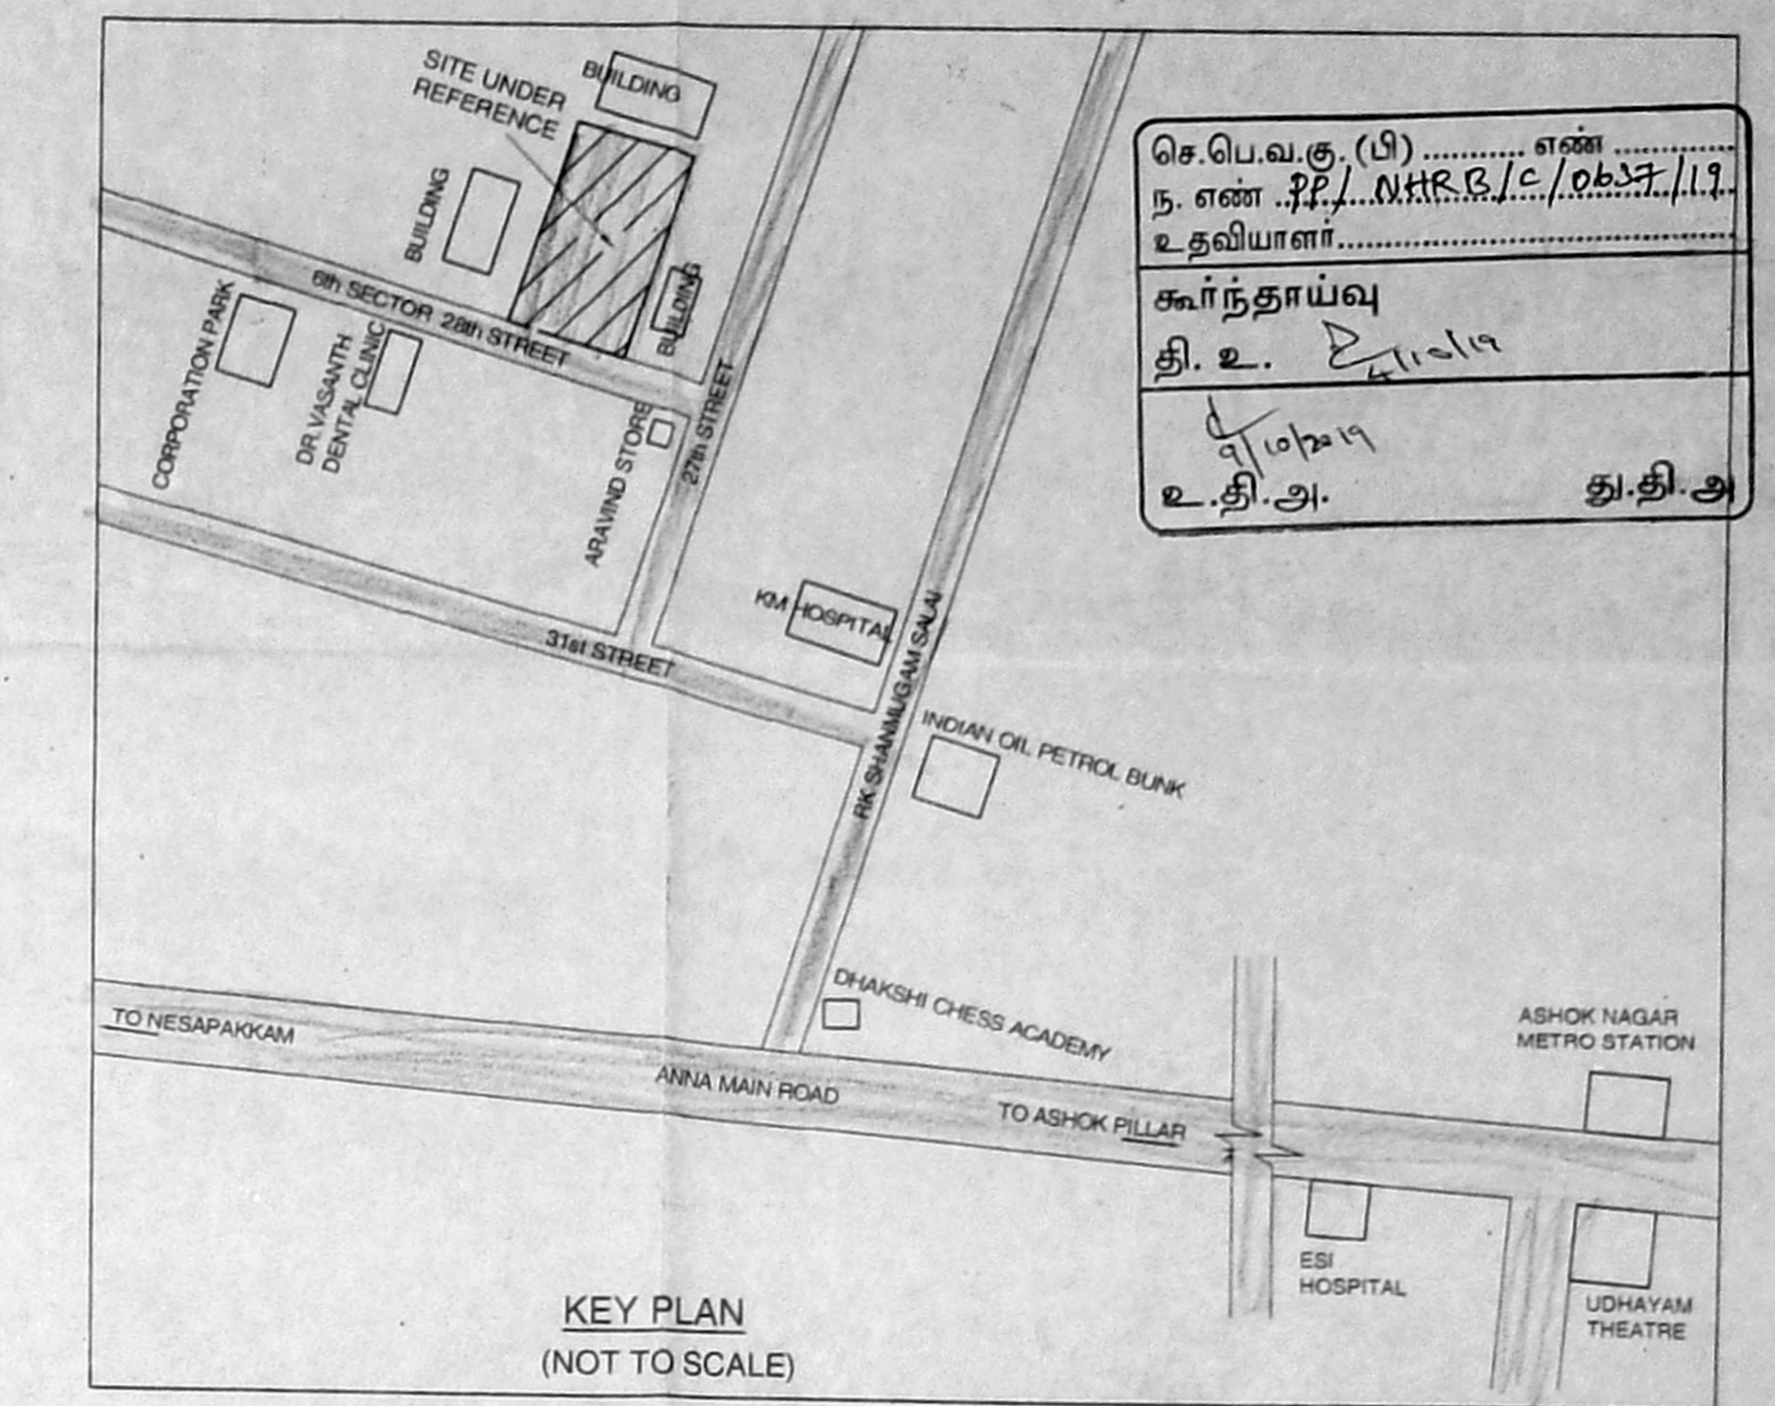 SITE UNDER
REFERENCE
BUILDING
BUILDING
BUILDING
6th SECTOR 28th STREET
CORPORATION PARK
DR.VASANTH
DENTAL CLINIC
ARAVIND STORE
27th STREET
31st STREET
KM HOSPITAL
RK SHANMUGAM SALAI
INDIAN OIL PETROL BUNK
செ.பெ.வ.கு.(பி) ........... எண் .............
ந. எண் PP/ NHRB/C/0637/19
உதவியாளர்..............................................
கூர்ந்தாய்வு
தி. உ. 4/10/19
9/10/2019
உ.தி.அ. து.தி.அ
DHAKSHI CHESS ACADEMY
TO NESAPAKKAM
ANNA MAIN ROAD
TO ASHOK PILLAR
ASHOK NAGAR
METRO STATION
ESI
HOSPITAL
UDHAYAM
THEATRE
KEY PLAN
(NOT TO SCALE)